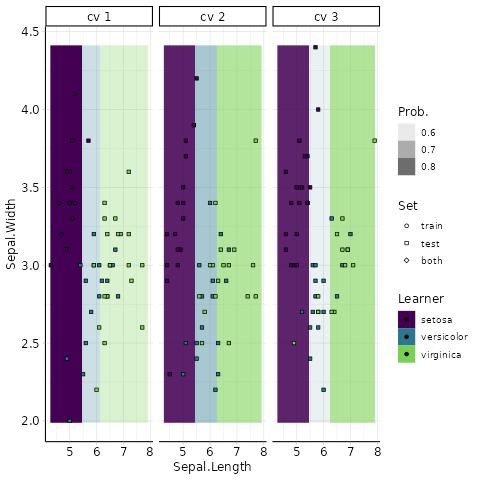 cv 1 cv 2 cv 3
4.5
4.0
3.5
3.0
2.5
2.0
Sepal.Width
5 6 7 8 5 6 7 8 5 6 7 8
Sepal.Length
Prob.
0.6
0.7
0.8
Set
train
test
both
Learner
setosa
versicolor
virginica